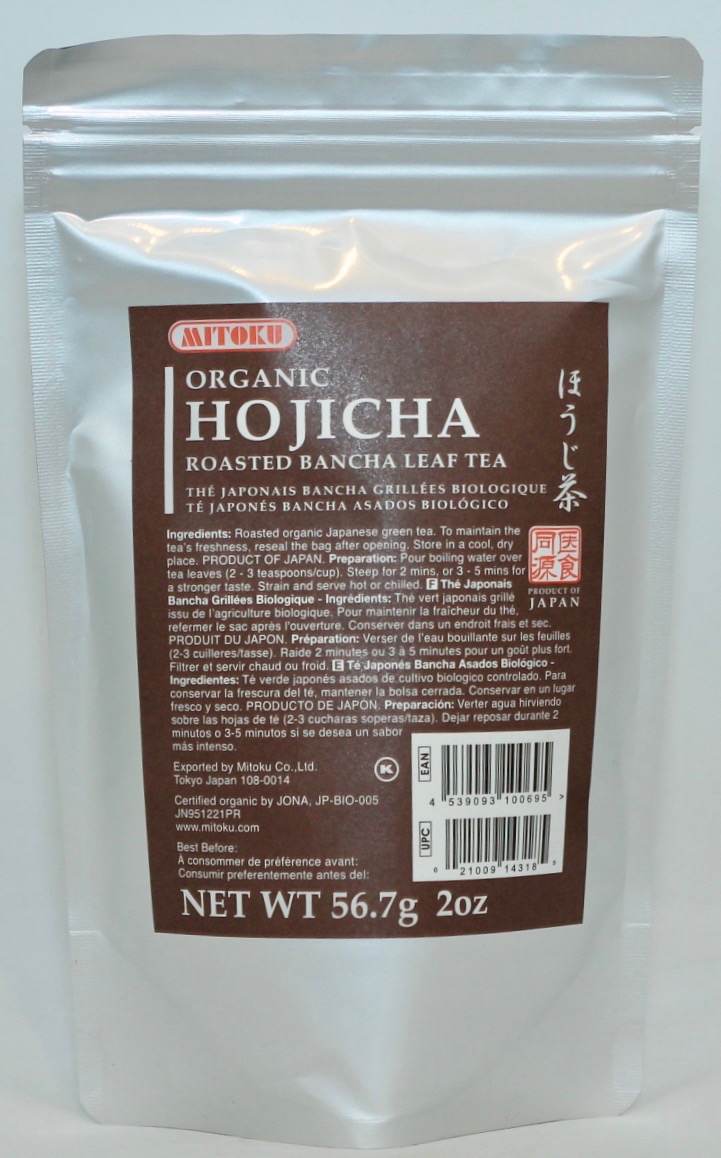 MITOKU
ORGANIC
HOJICHA
ROASTED BANCHA LEAF TEA
THÉ JAPONAIS BANCHA GRILLÉES BIOLOGIQUE
TÉ JAPONÉS BANCHA ASADOS BIOLÓGICO
ほうじ茶
医食
同源
PRODUCT OF
JAPAN
Ingredients: Roasted organic Japanese green tea. To maintain the
tea's freshness, reseal the bag after opening. Store in a cool, dry
place. PRODUCT OF JAPAN. Preparation: Pour boiling water over
tea leaves (2 - 3 teaspoons/cup). Steep for 2 mins, or 3 - 5 mins for
a stronger taste. Strain and serve hot or chilled. F Thé Japonais
Bancha Grillées Biologique - Ingrédients: Thé vert japonais grillé
issu de l'agriculture biologique. Pour maintenir la fraîcheur du thé,
refermer le sac après l'ouverture. Conserver dans un endroit frais et sec.
PRODUIT DU JAPON. Préparation: Verser de l'eau bouillante sur les feuilles
(2-3 cuilleres/tasse). Raide 2 minutes ou 3 à 5 minutes pour un goût plus fort.
Filtrer et servir chaud ou froid. E Té Japonés Bancha Asados Biológico -
Ingredientes: Té verde japonés asados de cultivo biologico controlado. Para
conservar la frescura del té, mantener la bolsa cerrada. Conservar en un lugar
fresco y seco. PRODUCTO DE JAPÓN. Preparación: Verter agua hirviendo
sobre las hojas de té (2-3 cucharas soperas/taza). Dejar reposar durante 2
minutos o 3-5 minutos si se desea un sabor
más intenso.
Exported by Mitoku Co.,Ltd.
Tokyo Japan 108-0014
K
Certified organic by JONA, JP-BIO-005
JN951221PR
www.mitoku.com
Best Before:
À consommer de préférence avant:
Consumir preferentemente antes del:
EAN
4 539093 100695 >
UPC
0 21009 14318 5
NET WT 56.7g 2oz